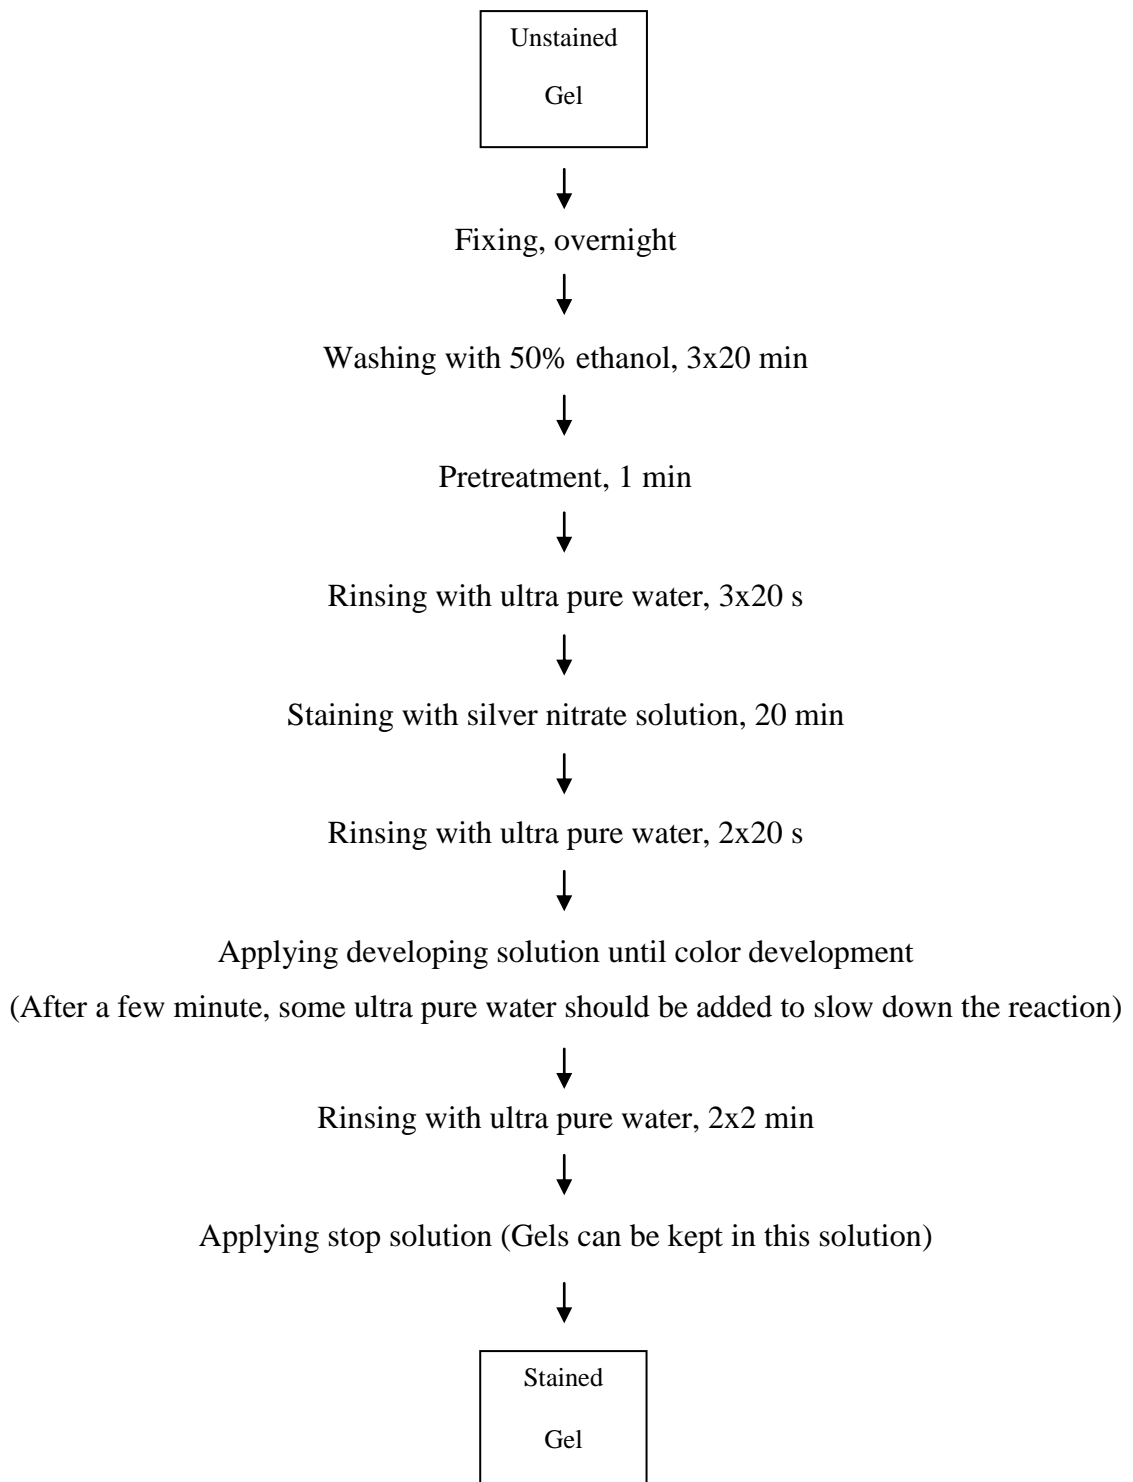 Unstained
Gel
Fixing, overnight
Washing with 50% ethanol, 3x20 min
Pretreatment, 1 min
Rinsing with ultra pure water, 3x20 s
Staining with silver nitrate solution, 20 min
Rinsing with ultra pure water, 2x20 s
Applying developing solution until color development
(After a few minute, some ultra pure water should be added to slow down the reaction)
Rinsing with ultra pure water, 2x2 min
Applying stop solution (Gels can be kept in this solution)
Stained
Gel